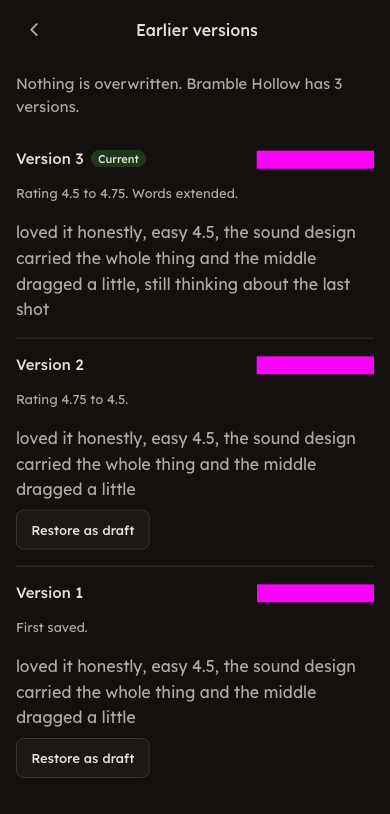 Earlier versions
Nothing is overwritten. Bramble Hollow has 3
versions.
Version 3 Current
Rating 4.5 to 4.75. Words extended.
loved it honestly, easy 4.5, the sound design
carried the whole thing and the middle
dragged a little, still thinking about the last
shot
Version 2
Rating 4.75 to 4.5.
loved it honestly, easy 4.5, the sound design
carried the whole thing and the middle
dragged a little
Restore as draft
Version 1
First saved.
loved it honestly, easy 4.5, the sound design
carried the whole thing and the middle
dragged a little
Restore as draft